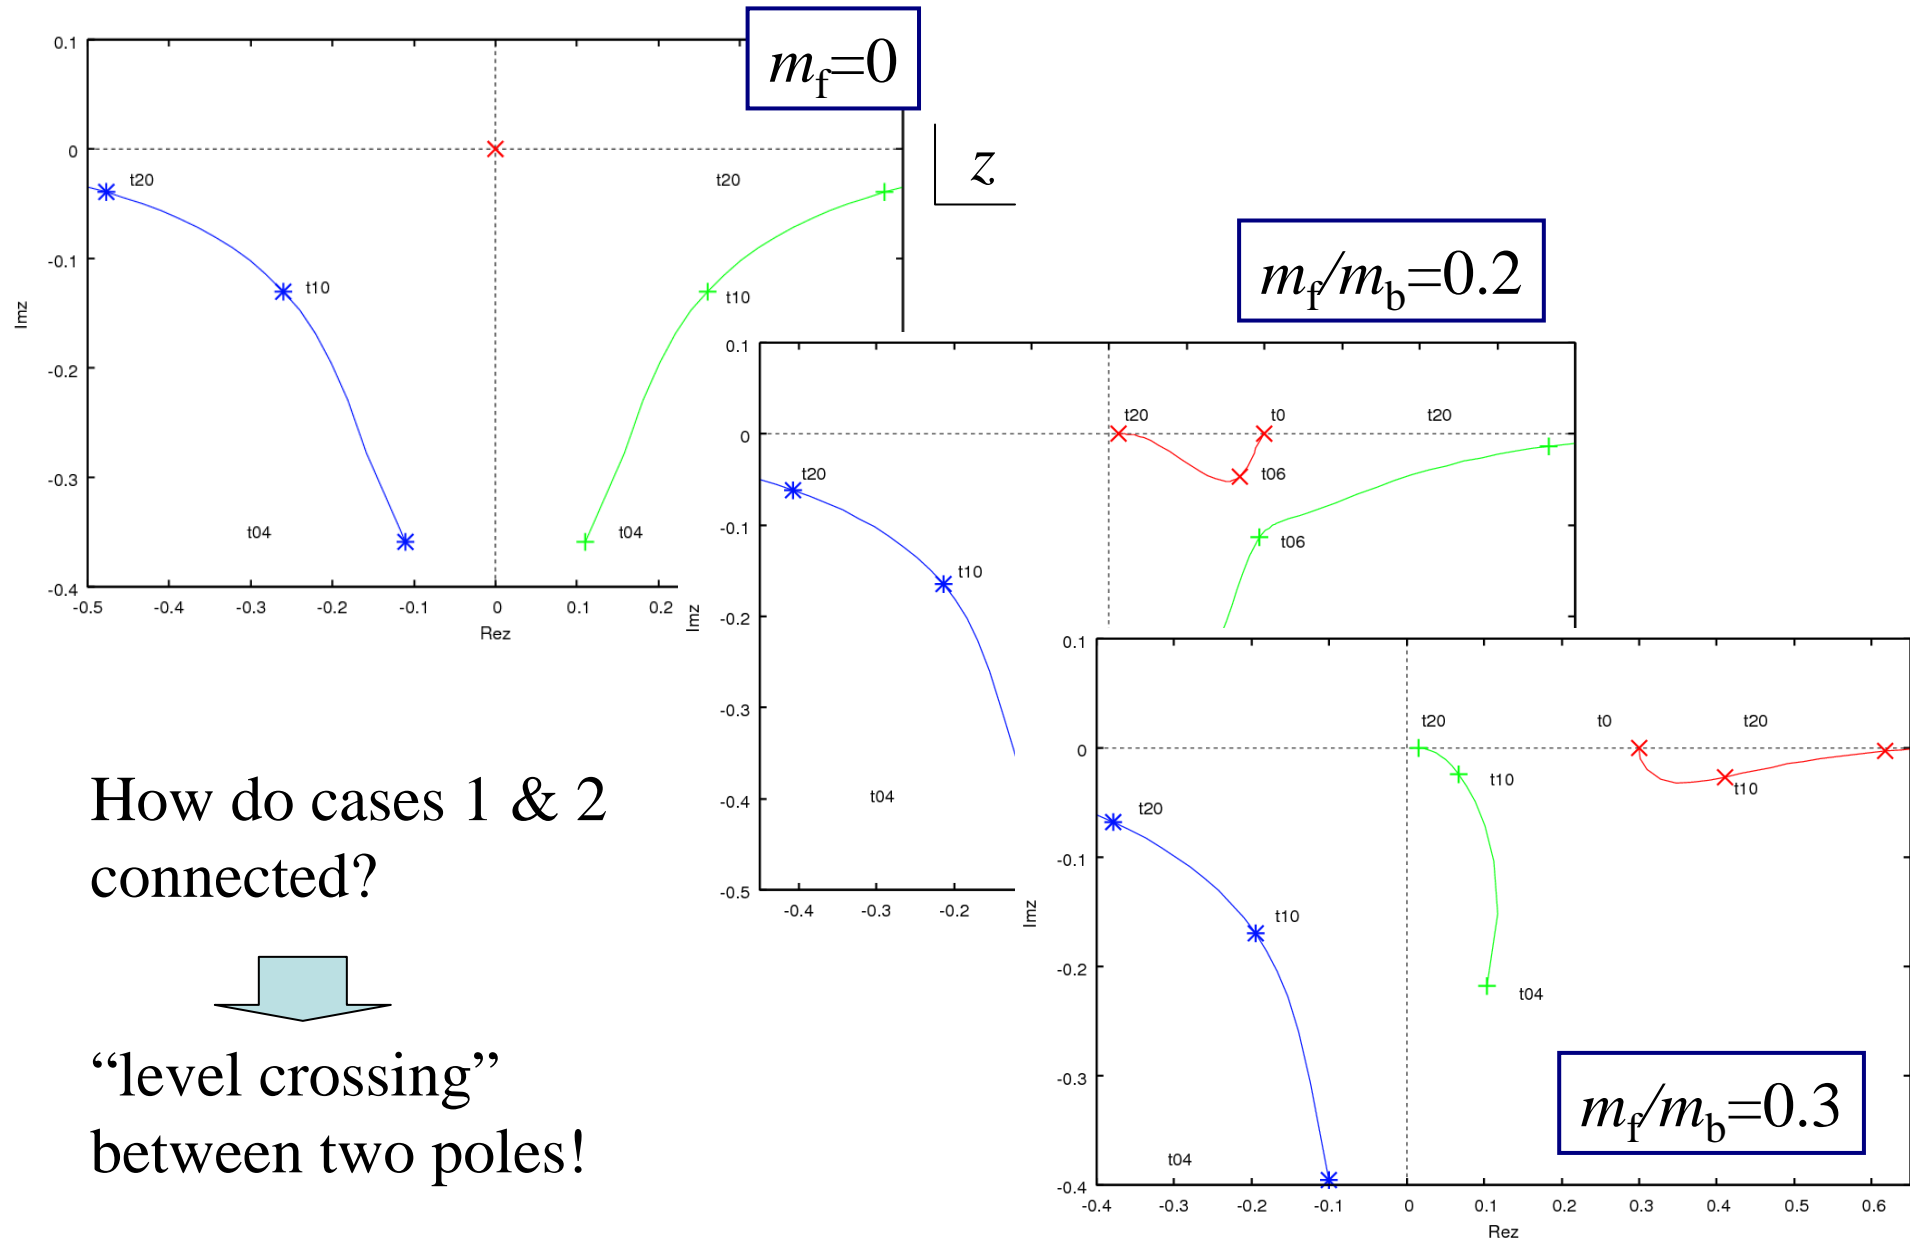 m_f=0
0.1
0
-0.1
-0.2
-0.3
-0.4
Imz
t20
t10
t04
t20
t10
t04
-0.5 -0.4 -0.3 -0.2 -0.1 0 0.1 0.2
Rez
z
m_f/m_b=0.2
0.1
0
-0.1
-0.2
-0.3
-0.4
-0.5
Imz
t20 t0 t20
t06
t20
t06
t10
t04
-0.4 -0.3 -0.2
0.1
0
-0.1
-0.2
-0.3
-0.4
Imz
t20 t0 t20
t10 t10
t20
t10
t04
t04
-0.4 -0.3 -0.2 -0.1 0 0.1 0.2 0.3 0.4 0.5 0.6
Rez
m_f/m_b=0.3
How do cases 1 & 2
connected?
“level crossing”
between two poles!